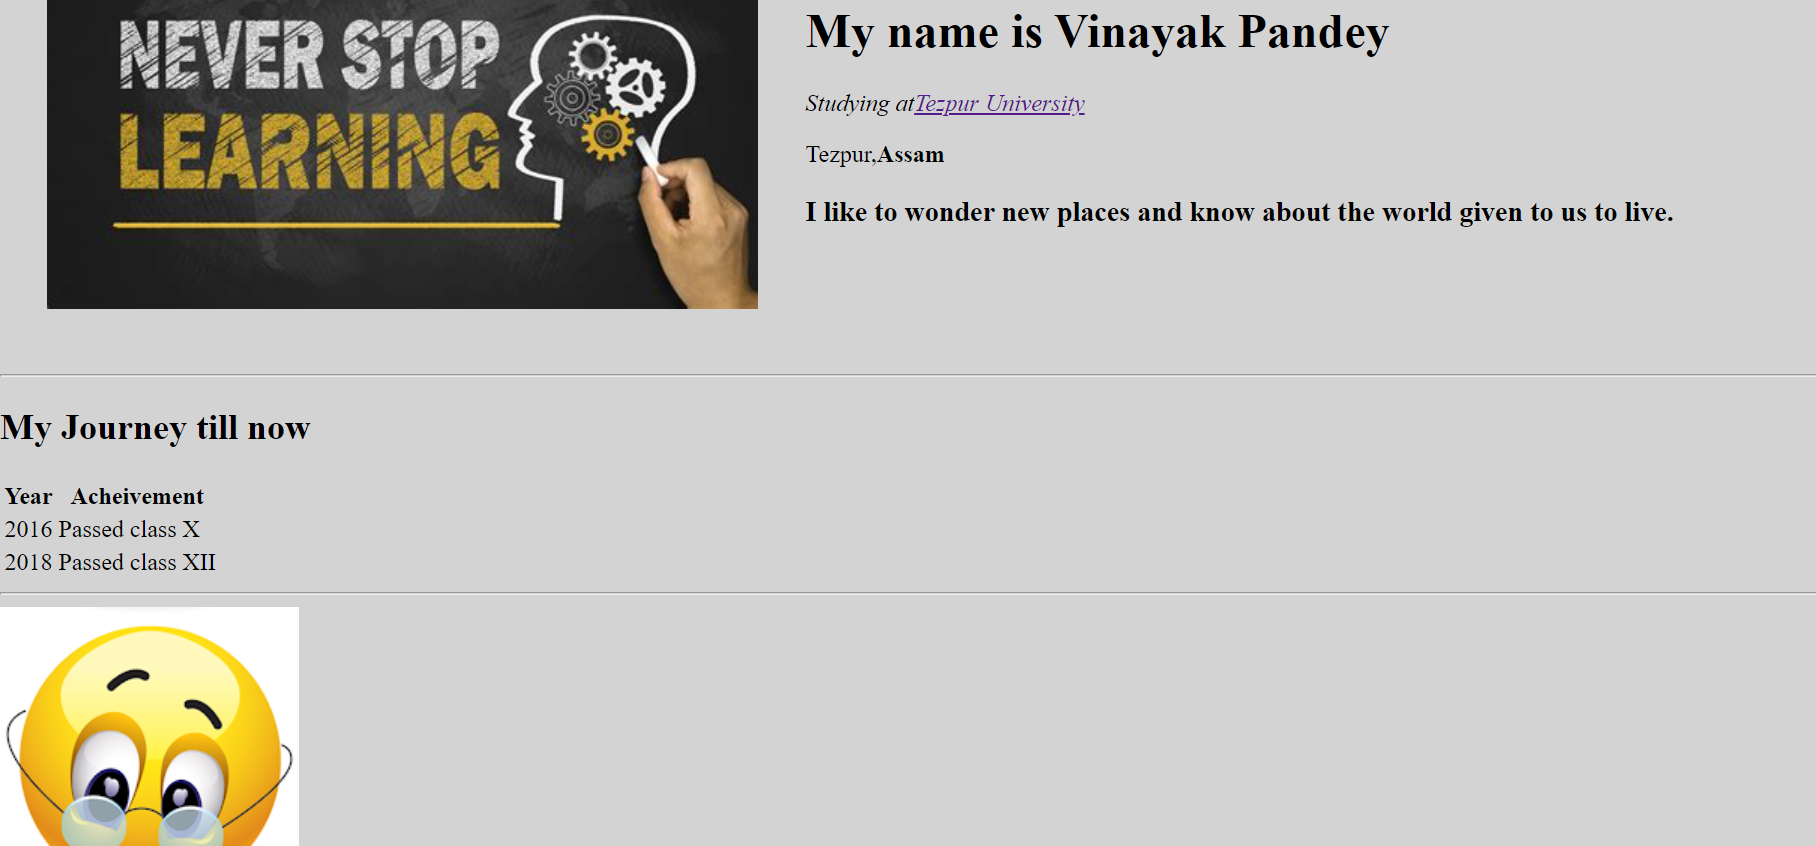 NEVER STOP
LEARNING
My name is Vinayak Pandey
Studying atTezpur University
Tezpur,Assam
I like to wonder new places and know about the world given to us to live.
My Journey till now
Year Acheivement
2016 Passed class X
2018 Passed class XII